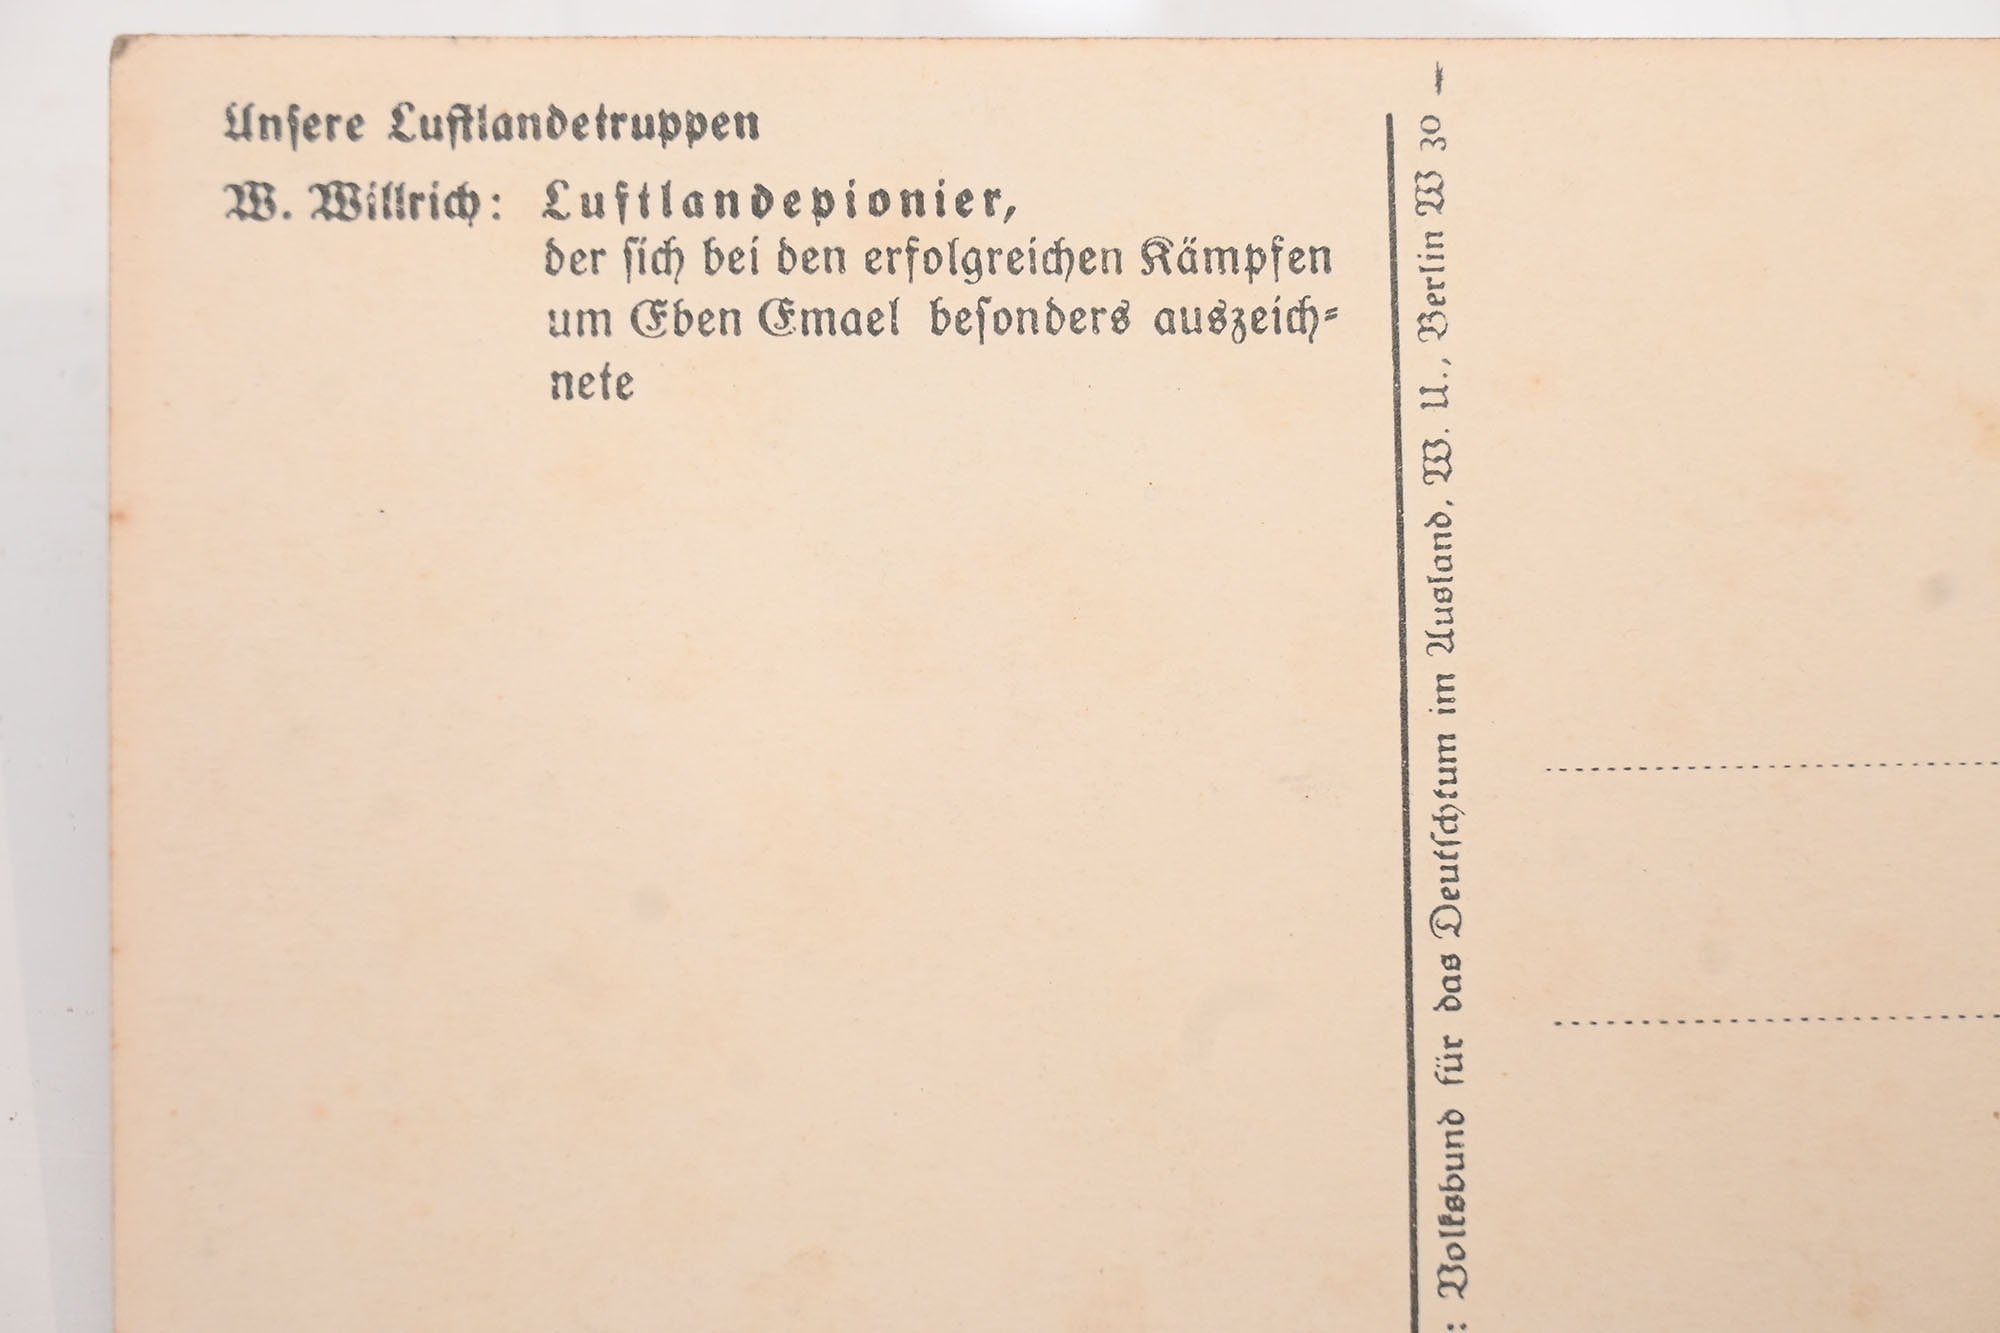 Unsere Luftlandetruppen
W. Willrich: Luftlandepionier,
der sich bei den erfolgreichen Kämpfen
um Eben Emael besonders auszeich-
nete
: Volksbund für das Deutschtum im Ausland, W. U., Berlin W 30 –